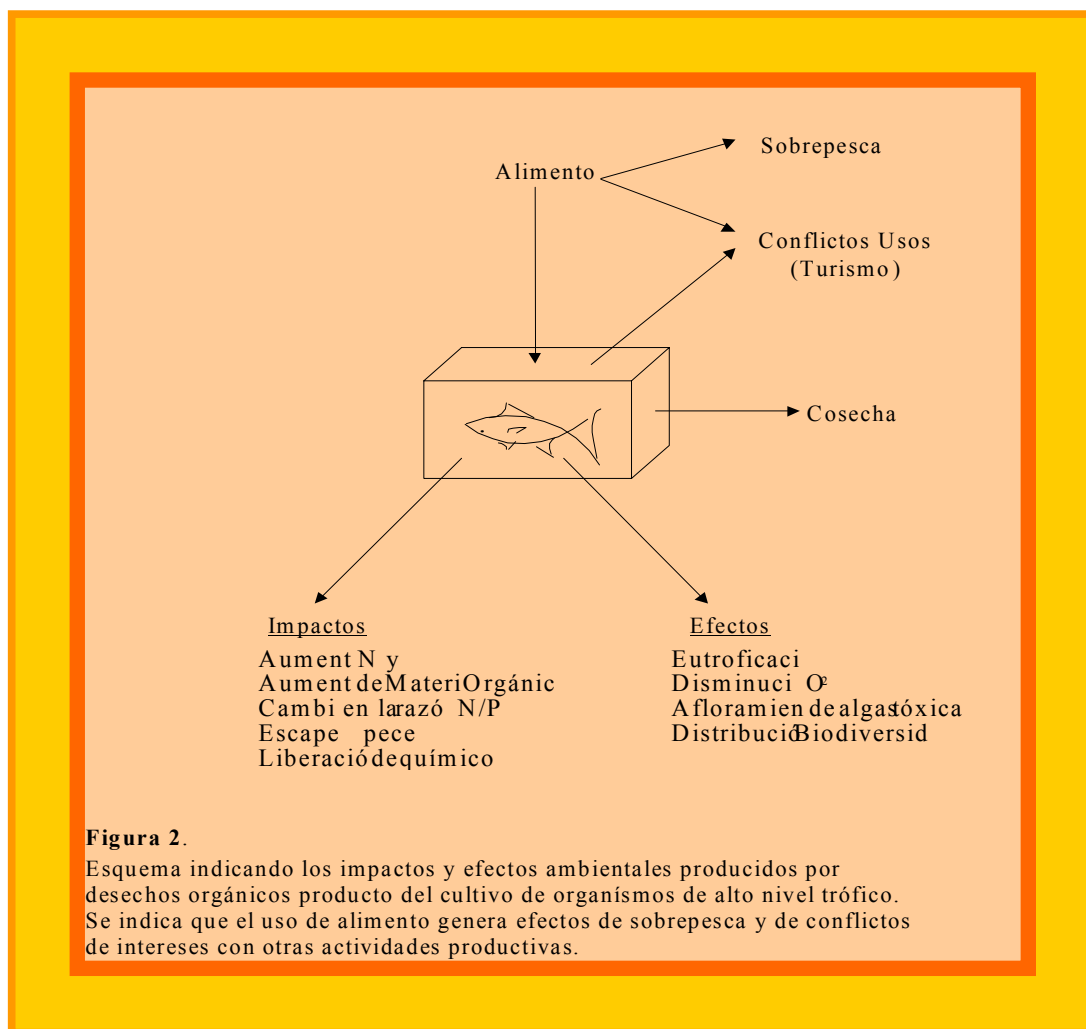 Sobrepesca
Alimento
Conflictos Usos
(Turismo)
Cosecha
Impactos
Aument N y
Aument de Materi Orgánic
Cambi en la razó N/P
Escape pece
Liberació de químico
Efectos
Eutroficaci
Disminuci O²
Afloramien de algas tóxica
Distribució Biodiversid
Figura 2.
Esquema indicando los impactos y efectos ambientales producidos por
desechos orgánicos producto del cultivo de organísmos de alto nivel trófico.
Se indica que el uso de alimento genera efectos de sobrepesca y de conflictos
de intereses con otras actividades productivas.